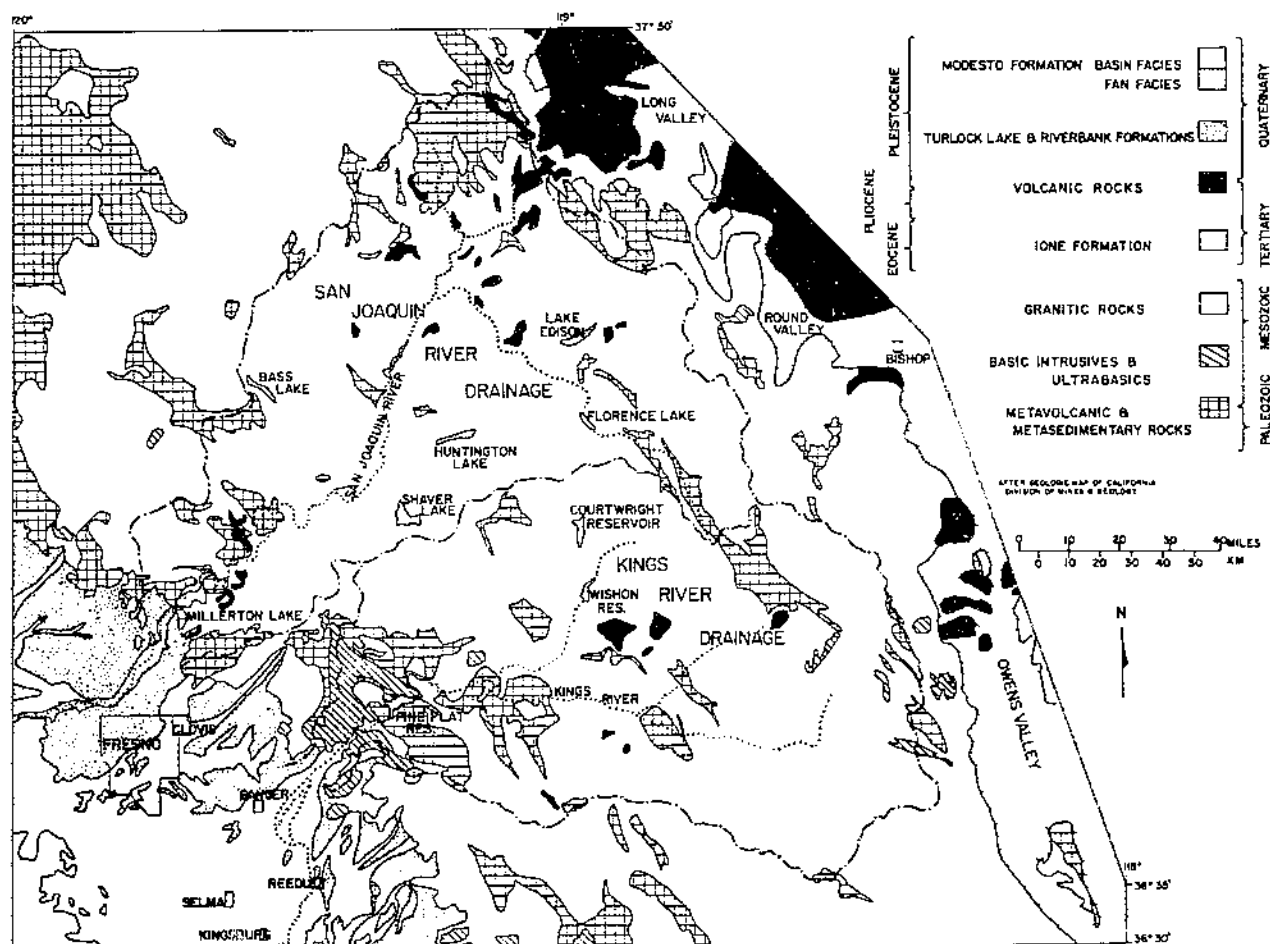 120°
119°
37° 50'
LONG
VALLEY
SAN
JOAQUIN
RIVER
DRAINAGE
LAKE
EDISON
ROUND
VALLEY
BISHOP
BASS
LAKE
SAN JOAQUIN RIVER
FLORENCE LAKE
HUNTINGTON
LAKE
SHAVER
LAKE
COURTWRIGHT
RESERVOIR
KINGS
RIVER
DRAINAGE
WISHON
RES.
MILLERTON LAKE
KINGS
RIVER
PINE FLAT
RES.
CLOVIS
FRESNO
SANGER
REEDLEY
SELMA
KINGSBURG
OWENS VALLEY
118°
36° 35'
36° 30'
PLEISTOCENE
PLIOCENE
EOCENE
MODESTO FORMATION BASIN FACIES
FAN FACIES
TURLOCK LAKE & RIVERBANK FORMATIONS
VOLCANIC ROCKS
IONE FORMATION
GRANITIC ROCKS
BASIC INTRUSIVES &
ULTRABASICS
METAVOLCANIC &
METASEDIMENTARY ROCKS
QUATERNARY
TERTIARY
MESOZOIC
PALEOZOIC
AFTER GEOLOGIC MAP OF CALIFORNIA
DIVISION OF MINES & GEOLOGY
0 10 20 30 40 MILES
0 10 20 30 50 KM
N